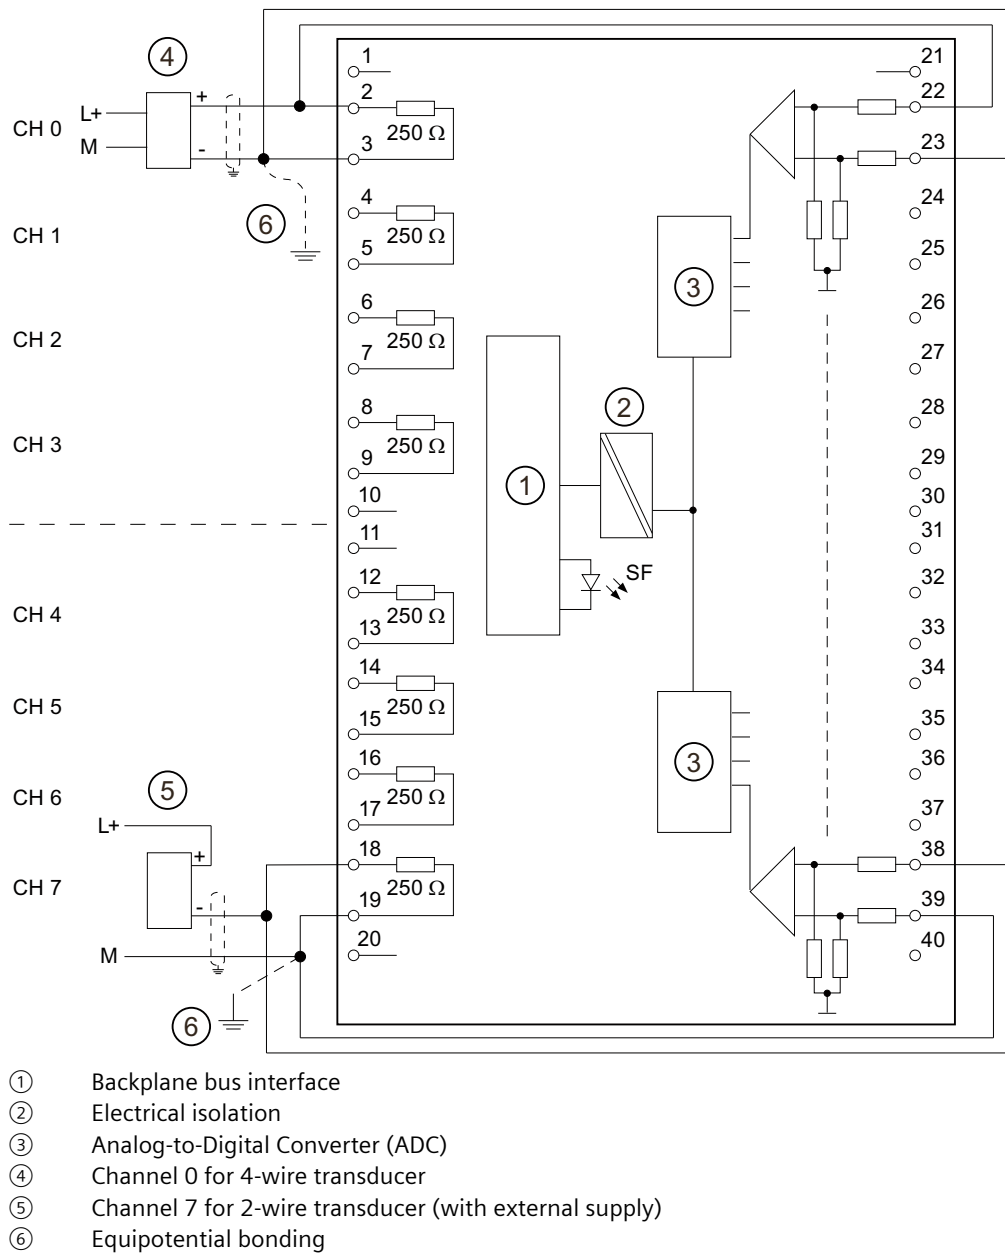 ④ 1 21
+ 2 22
L+
CH 0 250 Ω
M - 3 23
⑥ 4 24
CH 1 250 Ω
5 25
③
6 26
CH 2 250 Ω
7 27
② 
8 28
CH 3 250 Ω
9 29
①
10 30
11 31
SF
12 32
CH 4 250 Ω
13 33
14 34
CH 5 250 Ω
15 35
16 36
⑤ ③
CH 6 250 Ω
17 37
L+
18 38
+
CH 7 250 Ω
- 19 39
M 20 40
⑥
① Backplane bus interface
② Electrical isolation
③ Analog-to-Digital Converter (ADC)
④ Channel 0 for 4-wire transducer
⑤ Channel 7 for 2-wire transducer (with external supply)
⑥ Equipotential bonding